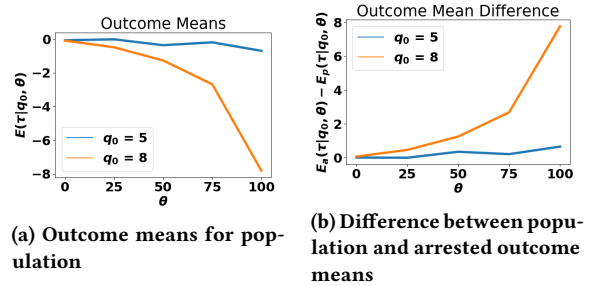 Outcome Means
E(τ|q₀, θ)
0
−2
−4
−6
−8
q₀ = 5
q₀ = 8
0 25 50 75 100
θ
(a) Outcome means for pop-
ulation
Outcome Mean Difference
Eₐ(τ|q₀, θ) − Eₚ(τ|q₀, θ)
8
6
4
2
0
q₀ = 5
q₀ = 8
0 25 50 75 100
θ
(b) Difference between popu-
lation and arrested outcome
means